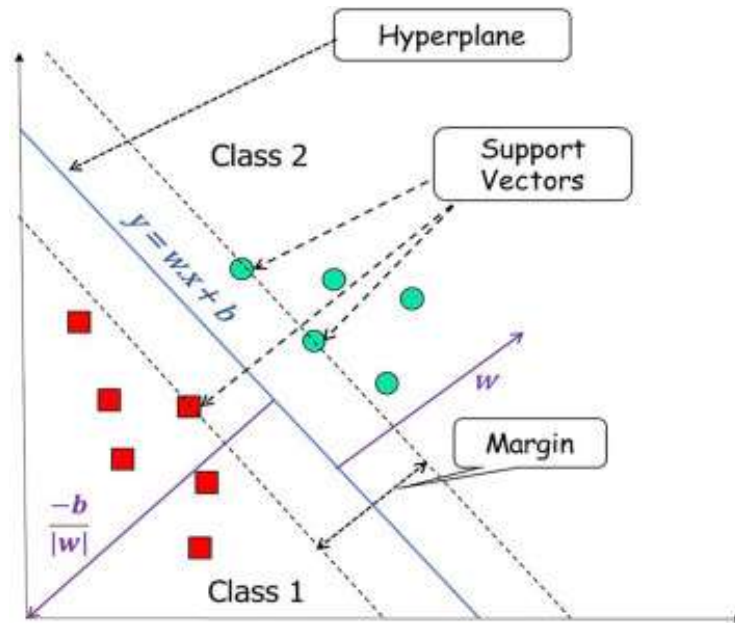 Hyperplane
Class 2
Support
Vectors
y = w.x + b
w
Margin
-b
|w|
Class 1